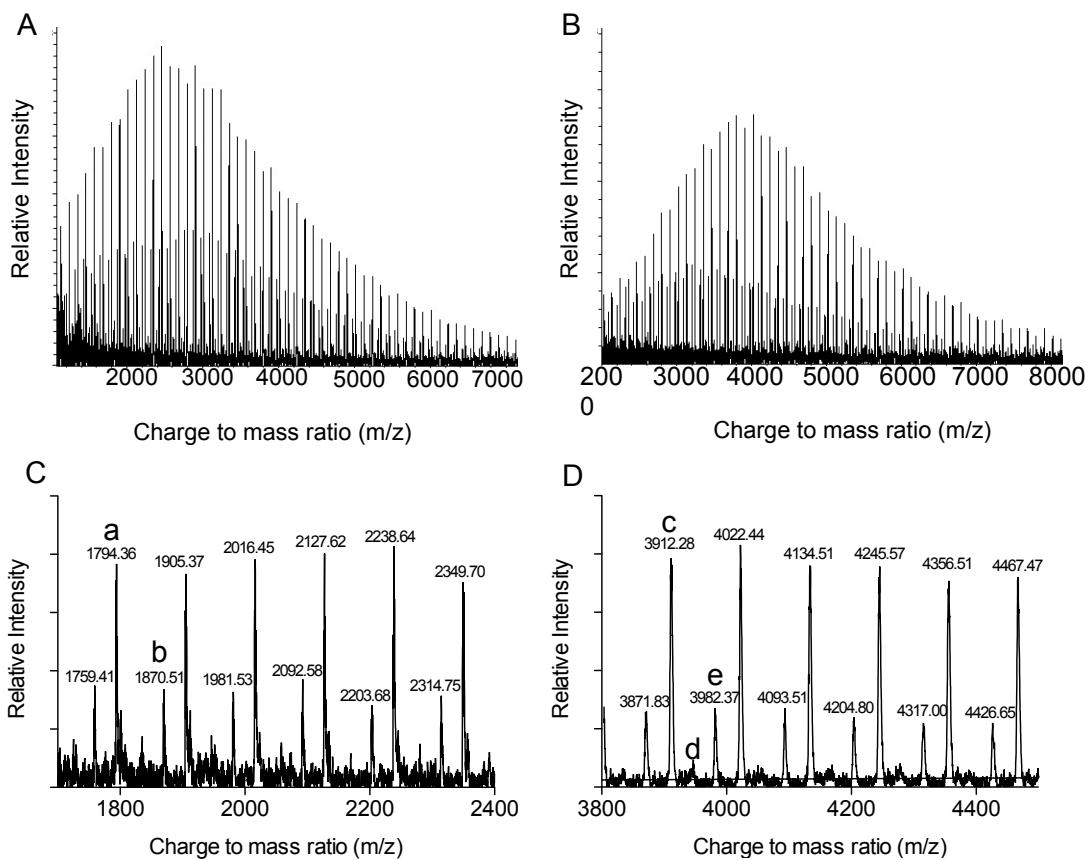 A
B
Relative Intensity
Relative Intensity
2000 3000 4000 5000 6000 7000
200
0
3000 4000 5000 6000 7000 8000
Charge to mass ratio (m/z)
Charge to mass ratio (m/z)
C
D
Relative Intensity
Relative Intensity
a
1794.36
1905.37
2016.45
2127.62
2238.64
2349.70
b
1759.41
1870.51
1981.53
2092.58
2203.68
2314.75
1800 2000 2200 2400
Charge to mass ratio (m/z)
c
3912.28
4022.44
4134.51
4245.57
4356.51
4467.47
e
3871.83
3982.37
4093.51
4204.80
4317.00
4426.65
d
3800 4000 4200 4400
Charge to mass ratio (m/z)